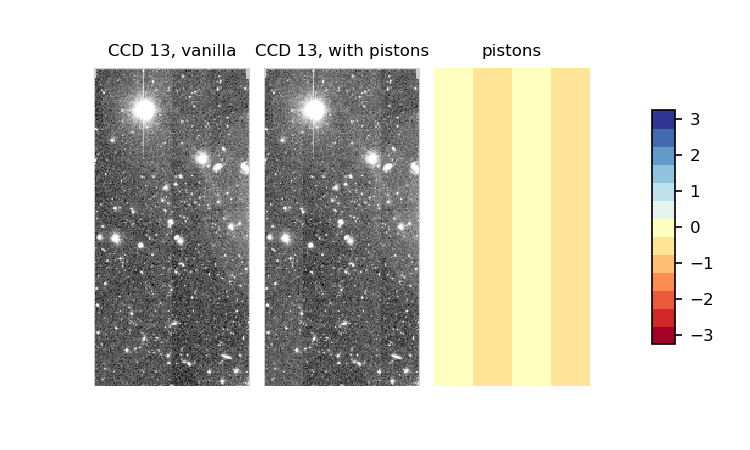 CCD 13, vanilla
CCD 13, with pistons
pistons
3
2
1
0
−1
−2
−3